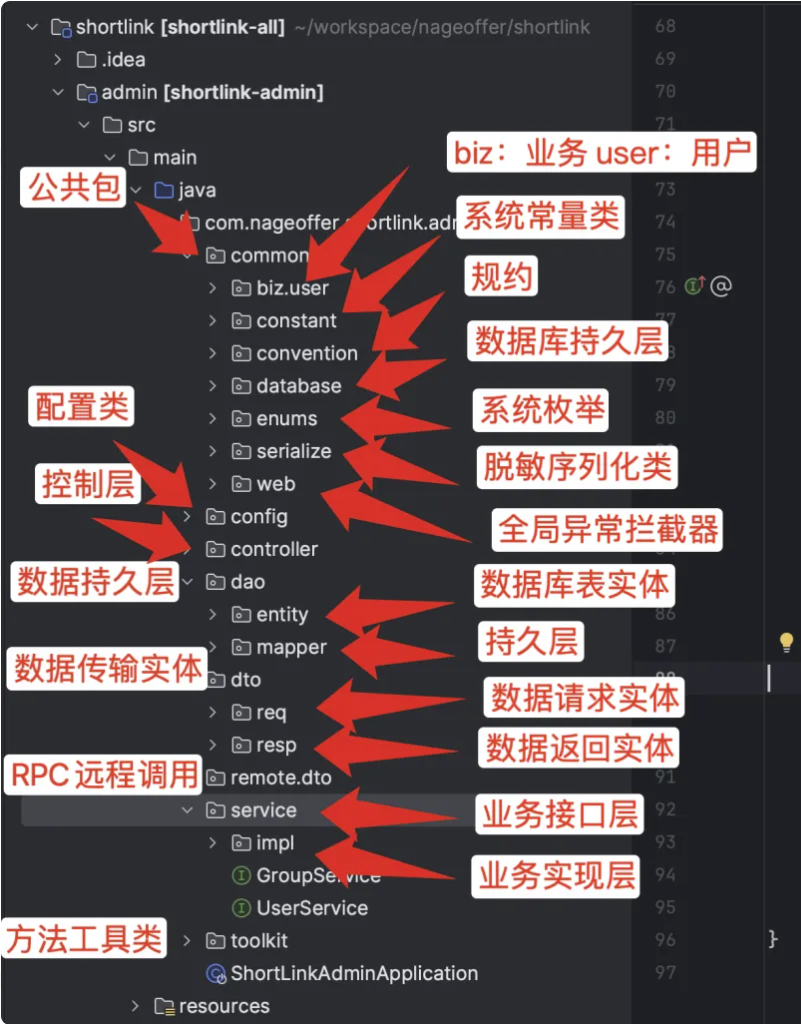 shortlink [shortlink-all] ~/workspace/nageoffer/shortlink 68
.idea 69
admin [shortlink-admin] 70
src 71
main
biz：业务 user：用户
公共包
java 73
com.nageoffer.shortlink.adm 74
系统常量类
common 75
规约
biz.user 76
constant 77
convention
数据库持久层
database 79
配置类
enums 80
系统枚举
serialize
脱敏序列化类
控制层
web
config
全局异常拦截器
controller
数据持久层
dao
数据库表实体
entity 86
mapper 87
持久层
数据传输实体
dto 88
req
数据请求实体
resp
数据返回实体
RPC 远程调用
remote.dto 91
service 92
业务接口层
impl 93
GroupService 94
业务实现层
UserService 95
方法工具类
toolkit 96 }
ShortLinkAdminApplication 97
resources